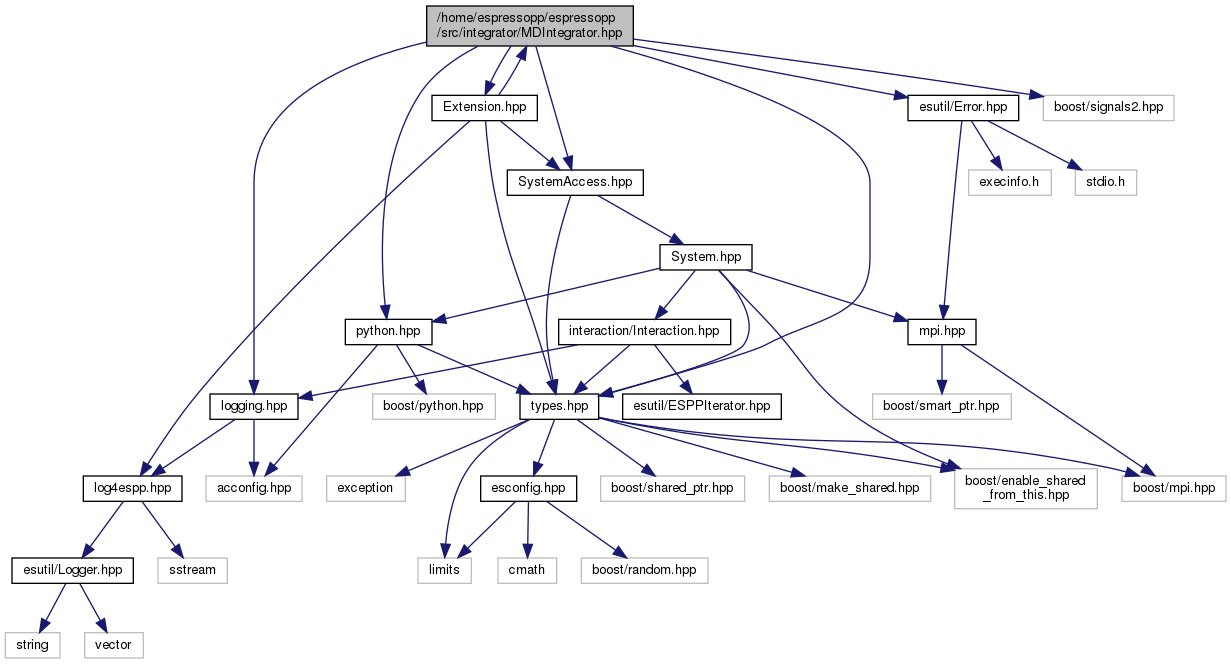 /home/espressopp/espressopp
/src/integrator/MDIntegrator.hpp
Extension.hpp
esutil/Error.hpp
boost/signals2.hpp
SystemAccess.hpp
execinfo.h
stdio.h
System.hpp
python.hpp
interaction/Interaction.hpp
mpi.hpp
logging.hpp
boost/python.hpp
types.hpp
esutil/ESPPIterator.hpp
boost/smart_ptr.hpp
log4espp.hpp
acconfig.hpp
exception
esconfig.hpp
boost/shared_ptr.hpp
boost/make_shared.hpp
boost/enable_shared
_from_this.hpp
boost/mpi.hpp
esutil/Logger.hpp
sstream
limits
cmath
boost/random.hpp
string
vector